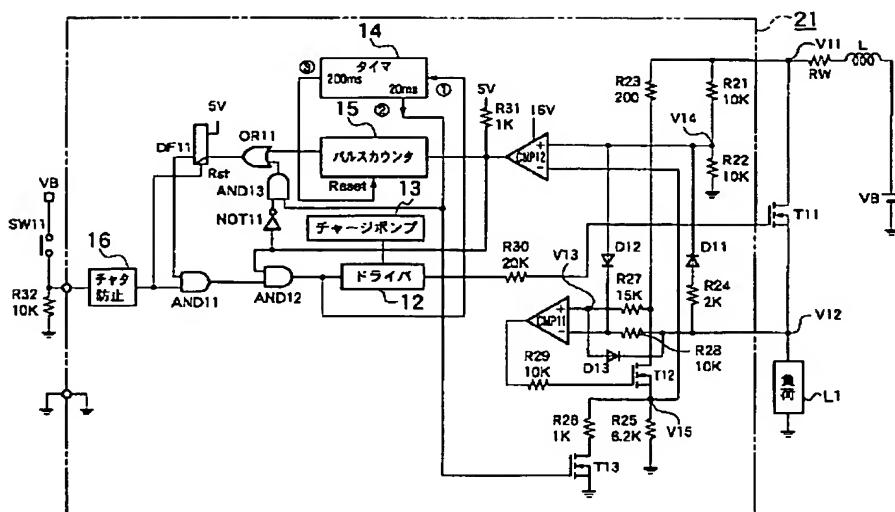 21
V11
L
RW
14
タイマ
③
200ms
20ms
①
②
5V
R31
1K
16V
R23
200
R21
10K
V14
R22
10K
15
パルスカウンタ
Reset
OR11
DF11
5V
Rst
AND13
NOT11
CMP12
+
-
VB
SW11
16
チャタ
防止
R32
10K
AND11
AND12
13
チャージポンプ
ドライバ
12
R30
20K
V13
D12
D11
R27
15K
R24
2K
T11
VB
CMP11
+
-
R28
10K
D13
R29
10K
T12
V12
負荷
L1
R26
1K
R25
8.2K
V15
T13